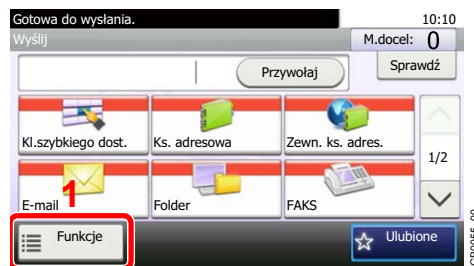 Gotowa do wysłania.
10:10
Wyślij
M.docel: 0
Przywołaj
Sprawdź
Kl.szybkiego dost.
Ks. adresowa
Zewn. ks. adres.
1/2
E-mail
1
Folder
FAKS
Funkcje
Ulubione